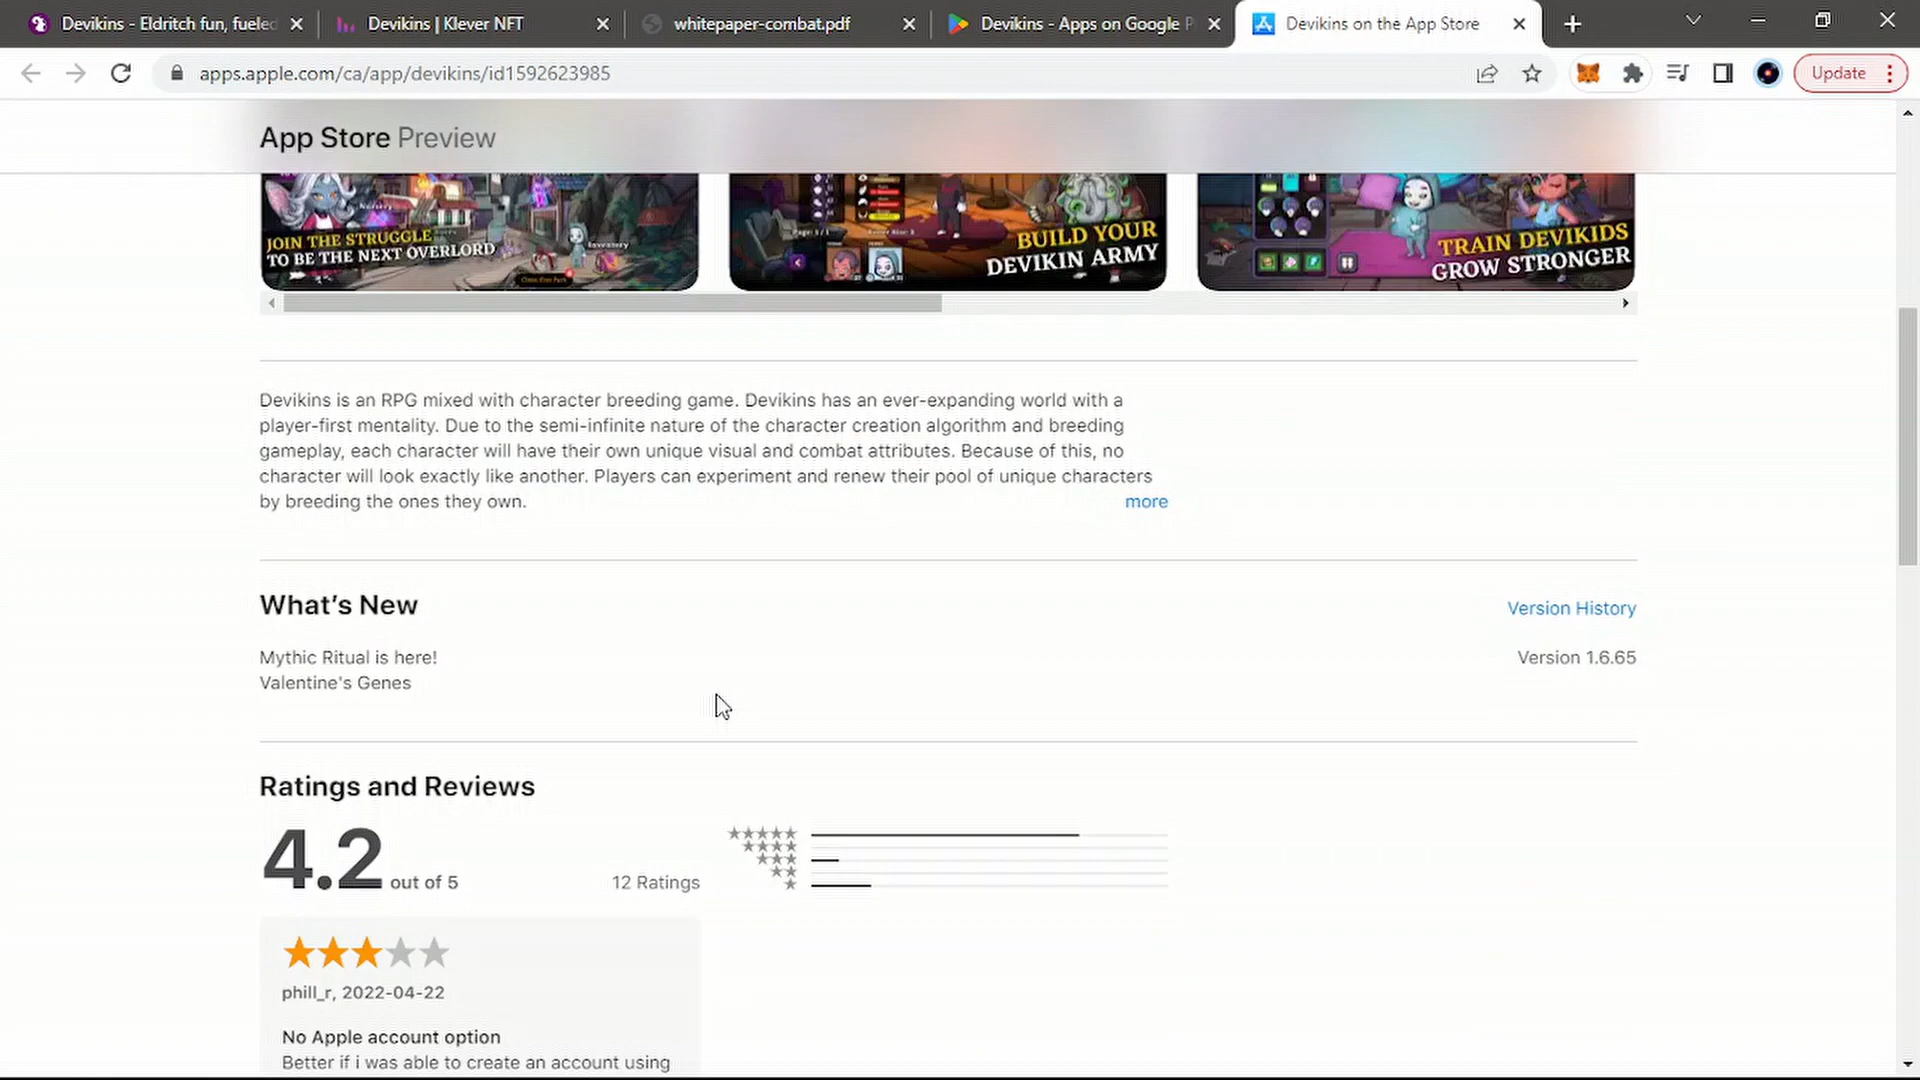 Devikins - Eldritch fun, fueled
Devikins | Klever NFT
whitepaper-combat.pdf
Devikins - Apps on Google P
Devikins on the App Store
apps.apple.com/ca/app/devikins/id1592623985
Update
App Store Preview
JOIN THE STRUGGLE
TO BE THE NEXT OVERLORD
Inventory
BUILD YOUR
DEVIKIN ARMY
TRAIN DEVIKIDS
GROW STRONGER
Devikins is an RPG mixed with character breeding game. Devikins has an ever-expanding world with a
player-first mentality. Due to the semi-infinite nature of the character creation algorithm and breeding
gameplay, each character will have their own unique visual and combat attributes. Because of this, no
character will look exactly like another. Players can experiment and renew their pool of unique characters
by breeding the ones they own.
more
What's New
Version History
Mythic Ritual is here!
Valentine's Genes
Version 1.6.65
Ratings and Reviews
4.2 out of 5
12 Ratings
phill_r, 2022-04-22
No Apple account option
Better if i was able to create an account using